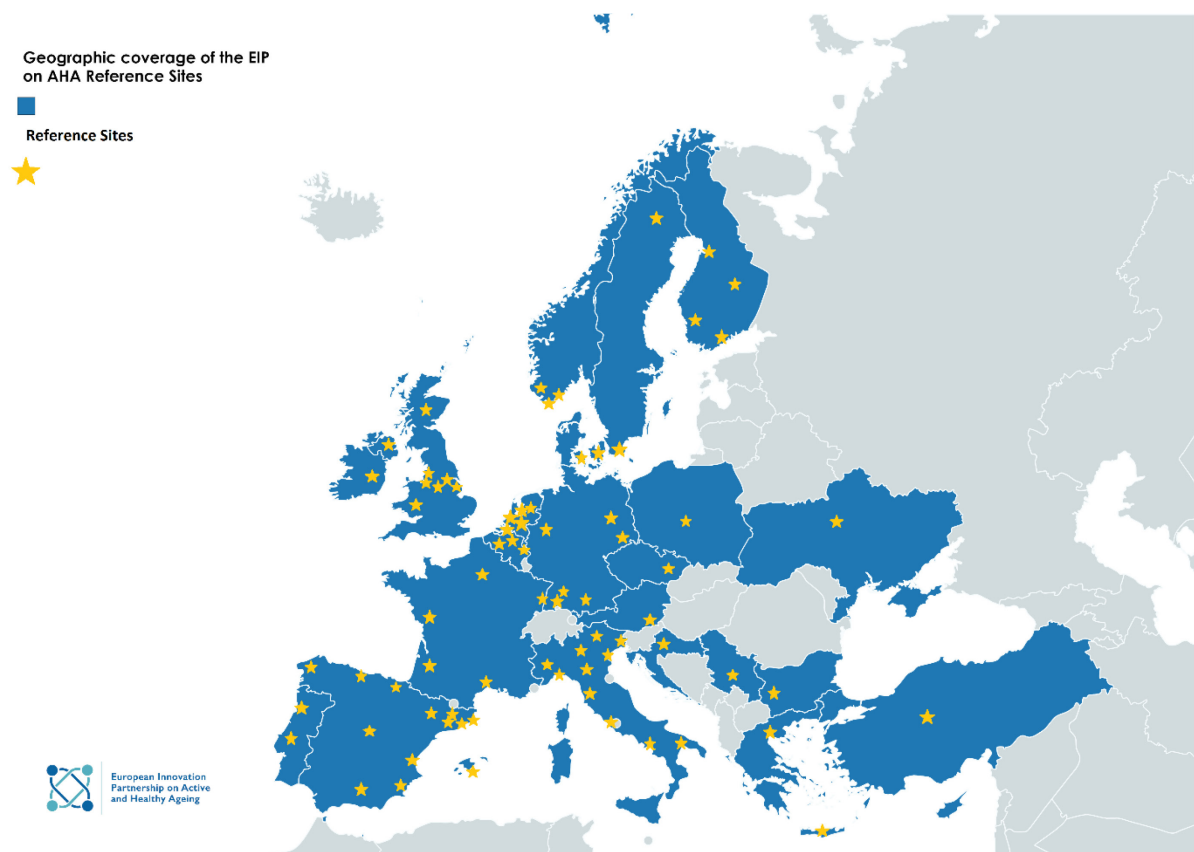 Geographic coverage of the EIP
on AHA Reference Sites
Reference Sites
European Innovation
Partnership on Active
and Healthy Ageing